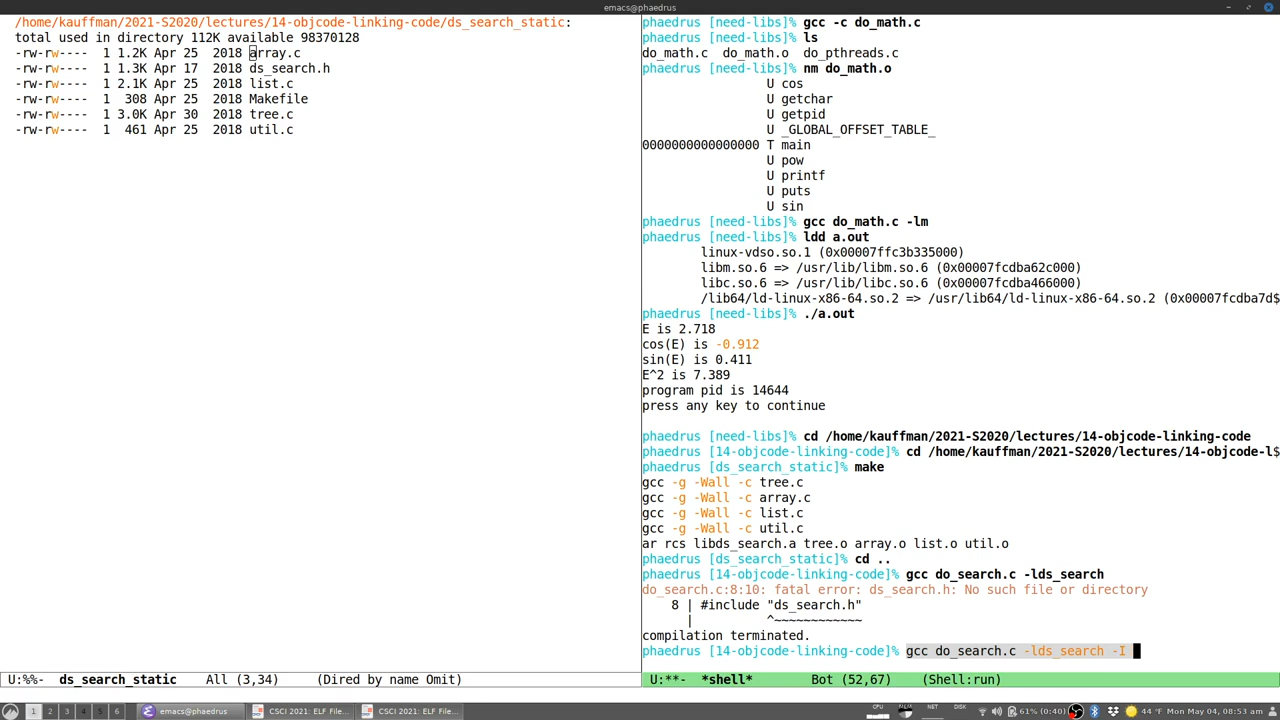 emacs@phaedrus
/home/kauffman/2021-S2020/lectures/14-objcode-linking-code/ds_search_static:
total used in directory 112K available 98370128
-rw-rw---- 1 1.2K Apr 25 2018 array.c
-rw-rw---- 1 1.3K Apr 17 2018 ds_search.h
-rw-rw---- 1 2.1K Apr 25 2018 list.c
-rw-rw---- 1 308 Apr 25 2018 Makefile
-rw-rw---- 1 3.0K Apr 30 2018 tree.c
-rw-rw---- 1 461 Apr 25 2018 util.c
U:%%- ds_search_static All (3,34) (Dired by name Omit)
phaedrus [need-libs]% gcc -c do_math.c
phaedrus [need-libs]% ls
do_math.c do_math.o do_pthreads.c
phaedrus [need-libs]% nm do_math.o
U cos
U getchar
U getpid
U _GLOBAL_OFFSET_TABLE_
0000000000000000 T main
U pow
U printf
U puts
U sin
phaedrus [need-libs]% gcc do_math.c -lm
phaedrus [need-libs]% ldd a.out
linux-vdso.so.1 (0x00007ffc3b335000)
libm.so.6 => /usr/lib/libm.so.6 (0x00007fcdba62c000)
libc.so.6 => /usr/lib/libc.so.6 (0x00007fcdba466000)
/lib64/ld-linux-x86-64.so.2 => /usr/lib64/ld-linux-x86-64.so.2 (0x00007fcdba7d$
phaedrus [need-libs]% ./a.out
E is 2.718
cos(E) is -0.912
sin(E) is 0.411
E^2 is 7.389
program pid is 14644
press any key to continue
phaedrus [need-libs]% cd /home/kauffman/2021-S2020/lectures/14-objcode-linking-code
phaedrus [14-objcode-linking-code]% cd /home/kauffman/2021-S2020/lectures/14-objcode-l$
phaedrus [ds_search_static]% make
gcc -g -Wall -c tree.c
gcc -g -Wall -c array.c
gcc -g -Wall -c list.c
gcc -g -Wall -c util.c
ar rcs libds_search.a tree.o array.o list.o util.o
phaedrus [ds_search_static]% cd ..
phaedrus [14-objcode-linking-code]% gcc do_search.c -lds_search
do_search.c:8:10: fatal error: ds_search.h: No such file or directory
8 | #include "ds_search.h"
| ^~~~~~~~~~~~~
compilation terminated.
phaedrus [14-objcode-linking-code]% gcc do_search.c -lds_search -I
U:**- *shell* Bot (52,67) (Shell:run)
1 2 3 4 5 6 emacs@phaedrus CSCI 2021: ELF File... CSCI 2021: ELF File... CPU NET DISK 61% (0:40) 44 °F Mon May 04, 08:53 am